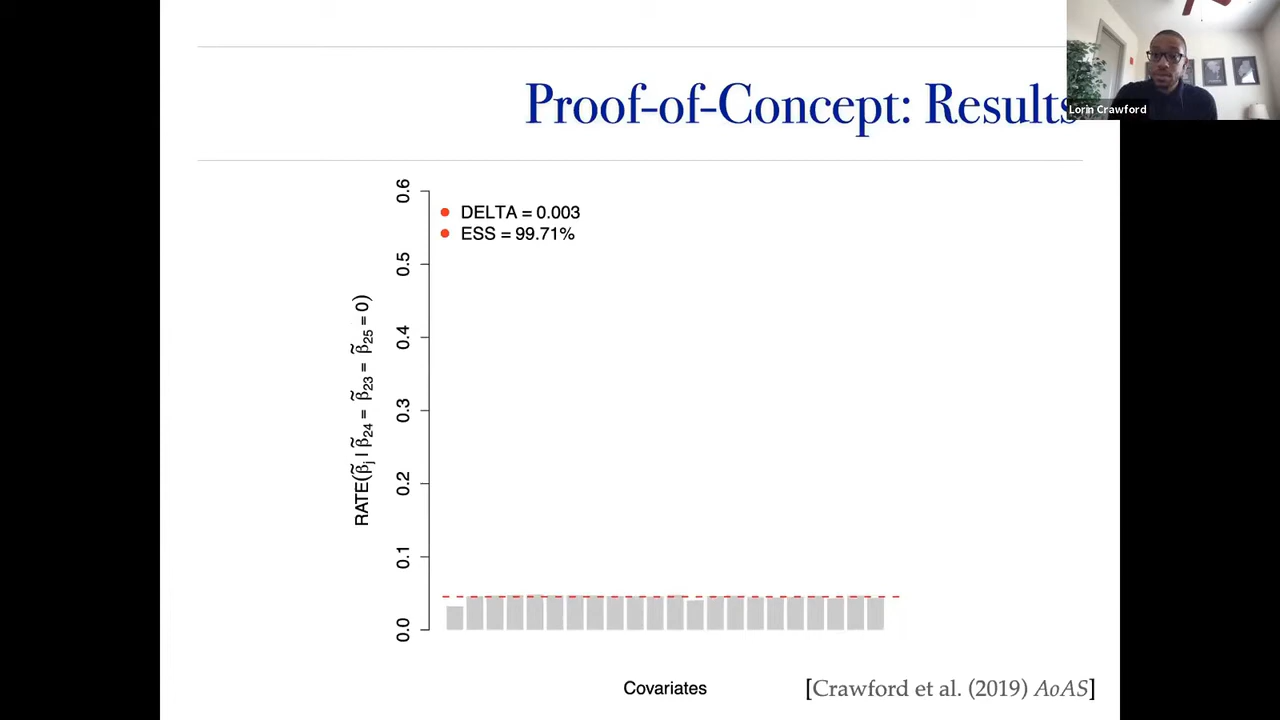 Proof-of-Concept: Results
Lorin Crawford
DELTA = 0.003
ESS = 99.71%
0.6
0.5
0.4
0.3
0.2
0.1
0.0
RATE(β̃j | β̃24 = β̃23 = β̃25 = 0)
Covariates
[Crawford et al. (2019) AoAS]